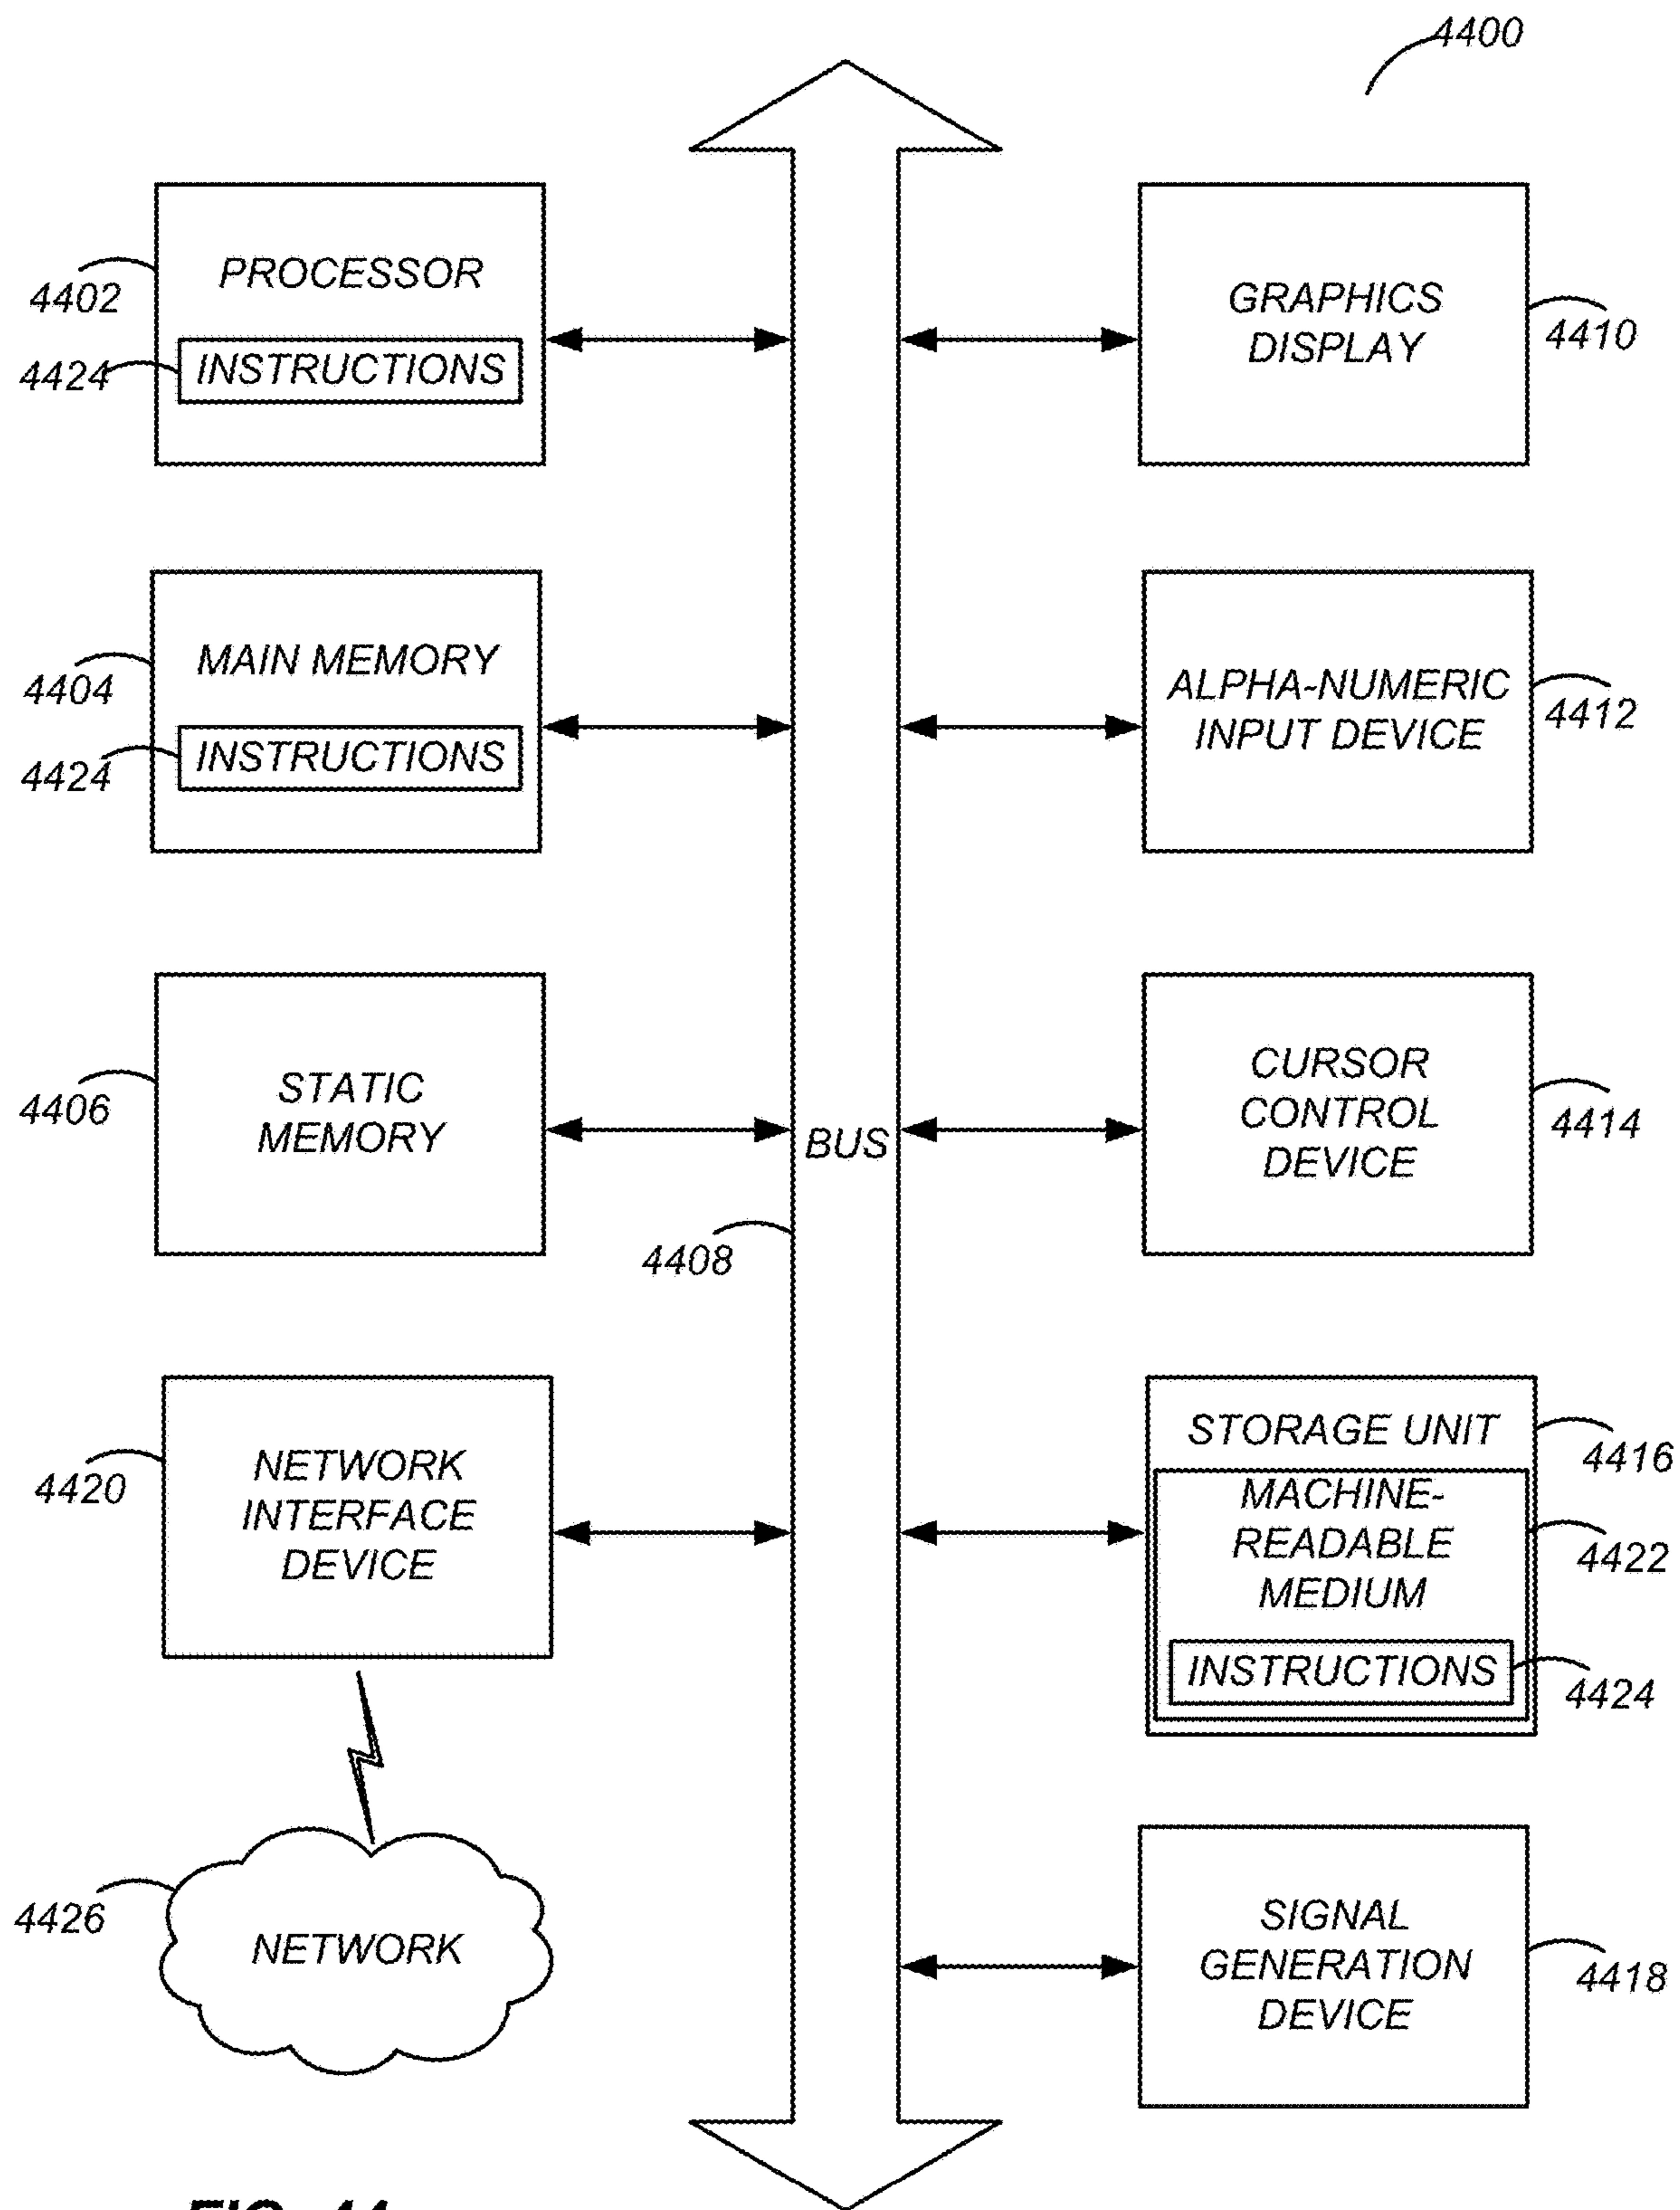 4400
PROCESSOR
4402
INSTRUCTIONS
4424
GRAPHICS
DISPLAY
4410
MAIN MEMORY
4404
INSTRUCTIONS
4424
ALPHA-NUMERIC
INPUT DEVICE
4412
STATIC
MEMORY
4406
BUS
4408
CURSOR
CONTROL
DEVICE
4414
NETWORK
INTERFACE
DEVICE
4420
STORAGE UNIT
4416
MACHINE-
READABLE
MEDIUM
4422
INSTRUCTIONS
4424
NETWORK
4426
SIGNAL
GENERATION
DEVICE
4418
FIG. 44